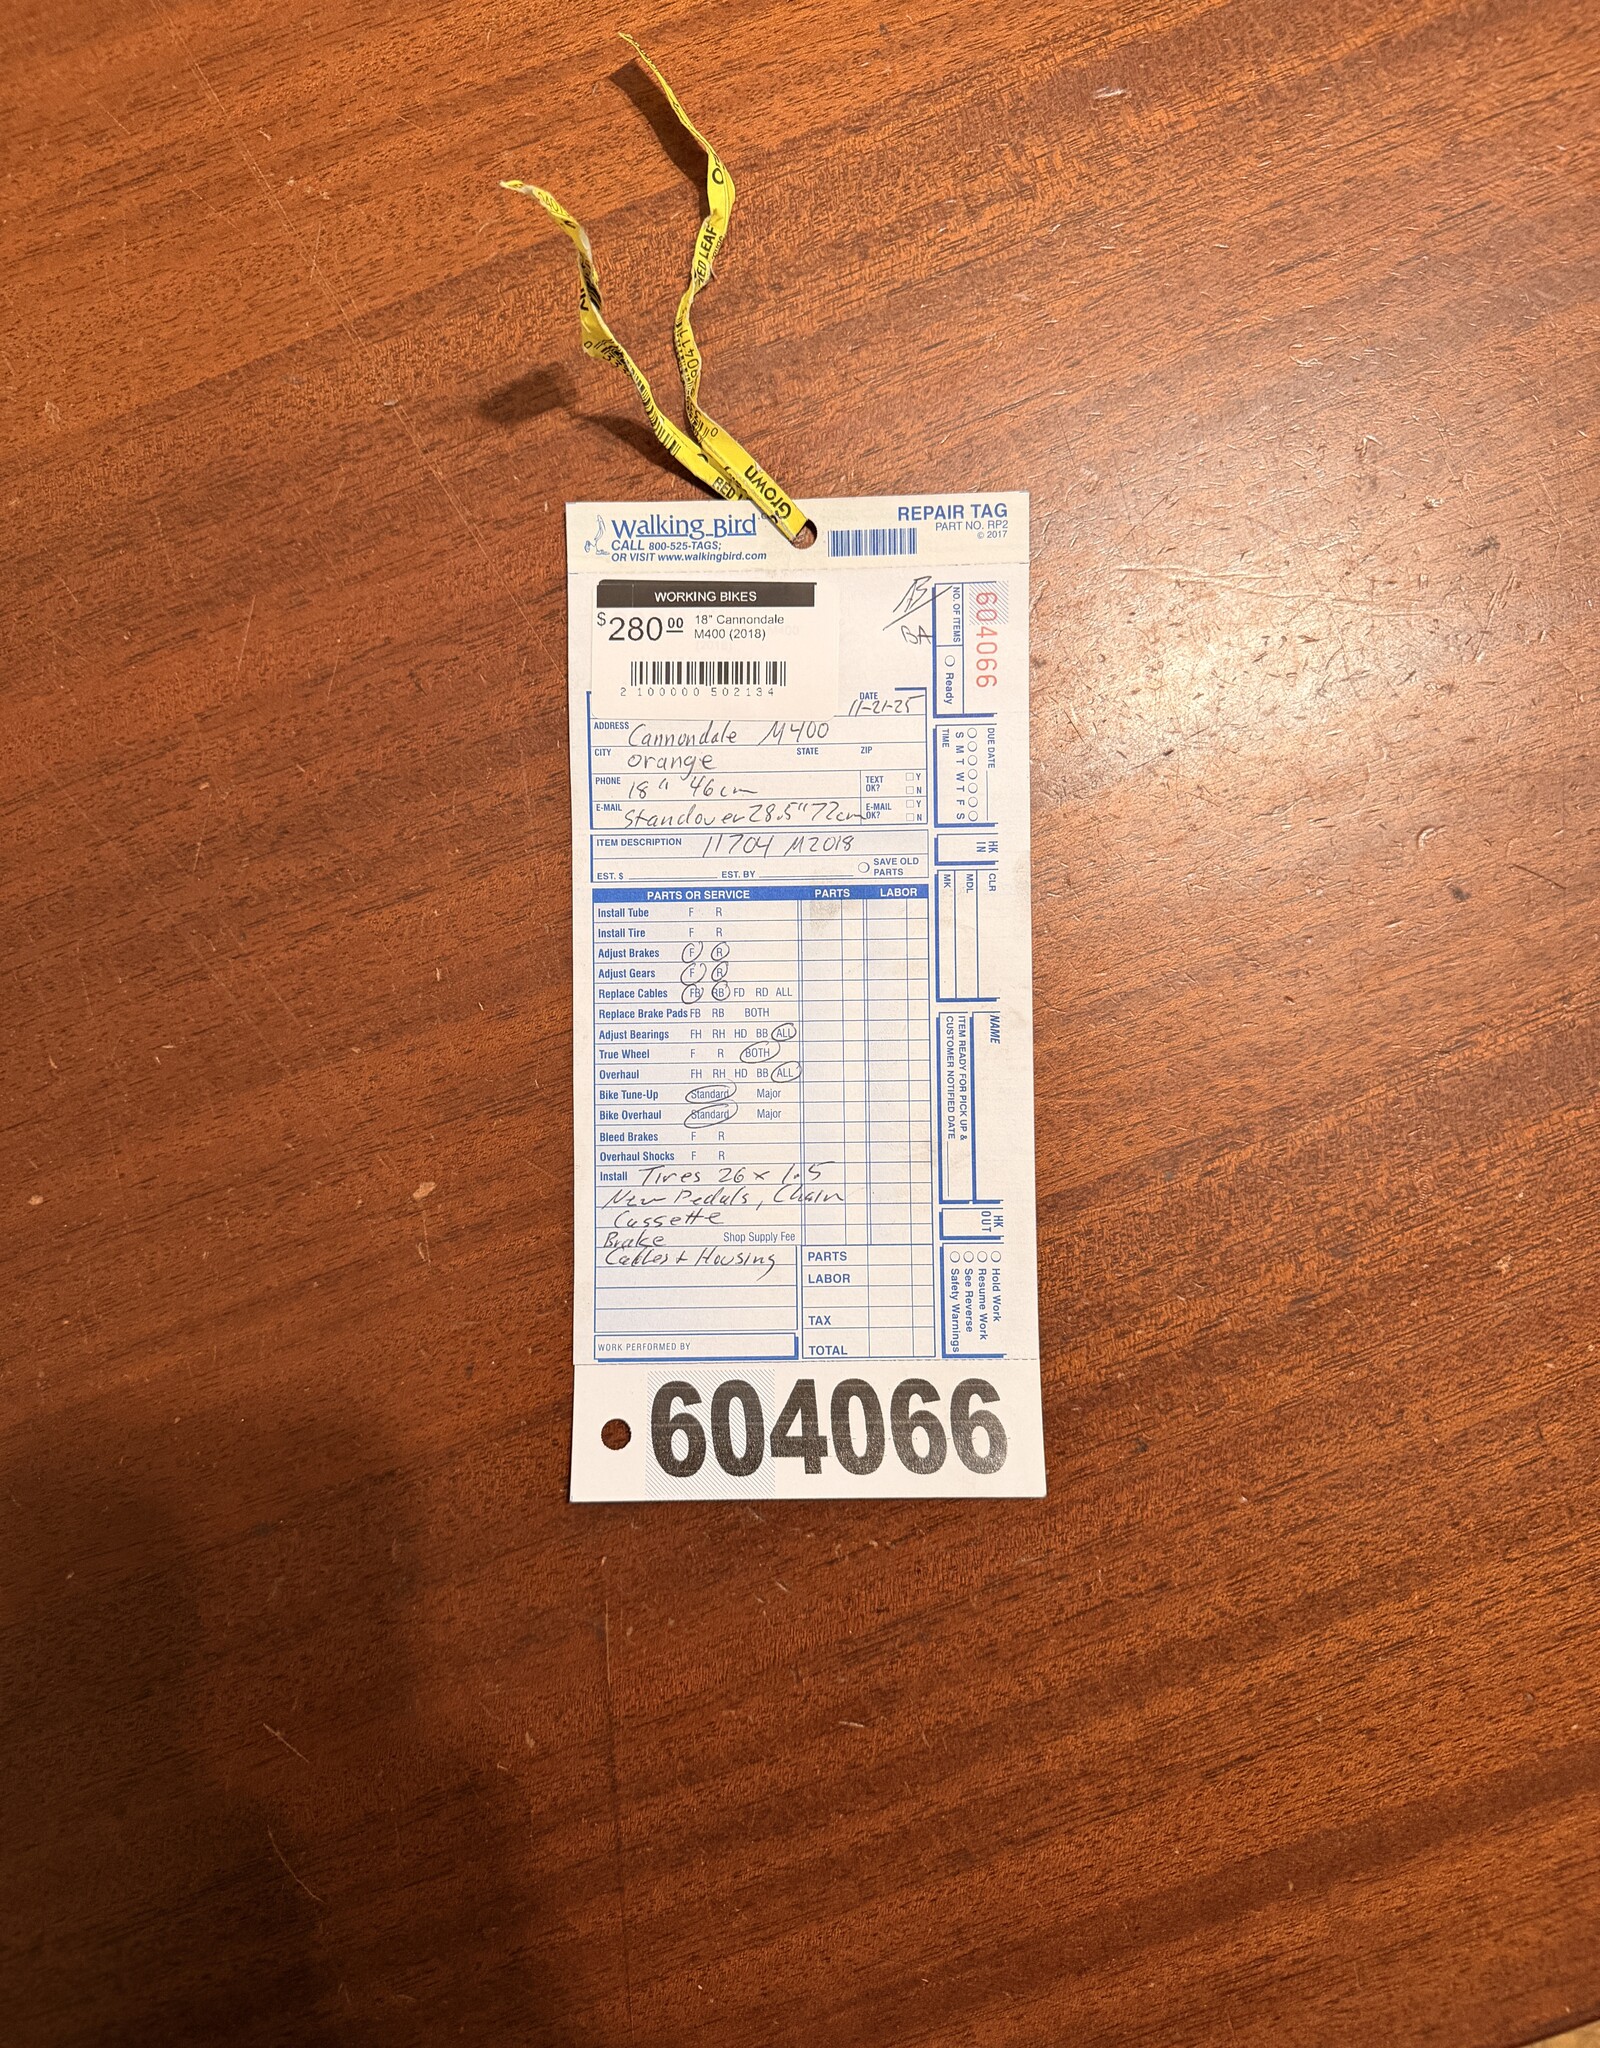 RED LEAF
Grown
Walking Bird
CALL 800-525-TAGS;
OR VISIT www.walkingbird.com
REPAIR TAG
PART NO. RP2
© 2017
WORKING BIKES
$280.00 18" Cannondale
M400 (2018)
2 100000 502134
BA
604066
NO. OF ITEMS
Ready
DATE
11-21-25
ADDRESS Cannondale M400
CITY orange STATE ZIP
PHONE 18" 46cm TEXT OK? Y N
E-MAIL Standover 28.5" 72cm E-MAIL OK? Y N
ITEM DESCRIPTION 11704 M2018
EST. $ EST. BY SAVE OLD PARTS
DUE DATE
S M T W T F S
TIME
HK IN
CLR
MDL
MK
NAME
ITEM READY FOR PICK UP &
CUSTOMER NOTIFIED DATE
HK OUT
Hold Work
Resume Work
See Reverse
Safety Warnings
PARTS OR SERVICE PARTS LABOR
Install Tube F R
Install Tire F R
Adjust Brakes F R
Adjust Gears F R
Replace Cables FB RB FD RD ALL
Replace Brake Pads FB RB BOTH
Adjust Bearings FH RH HD BB ALL
True Wheel F R BOTH
Overhaul FH RH HD BB ALL
Bike Tune-Up Standard Major
Bike Overhaul Standard Major
Bleed Brakes F R
Overhaul Shocks F R
Install Tires 26 x 1.5
New Pedals, Chain
Cassette
Brake Shop Supply Fee
Cables + Housing
PARTS
LABOR
TAX
TOTAL
WORK PERFORMED BY
604066